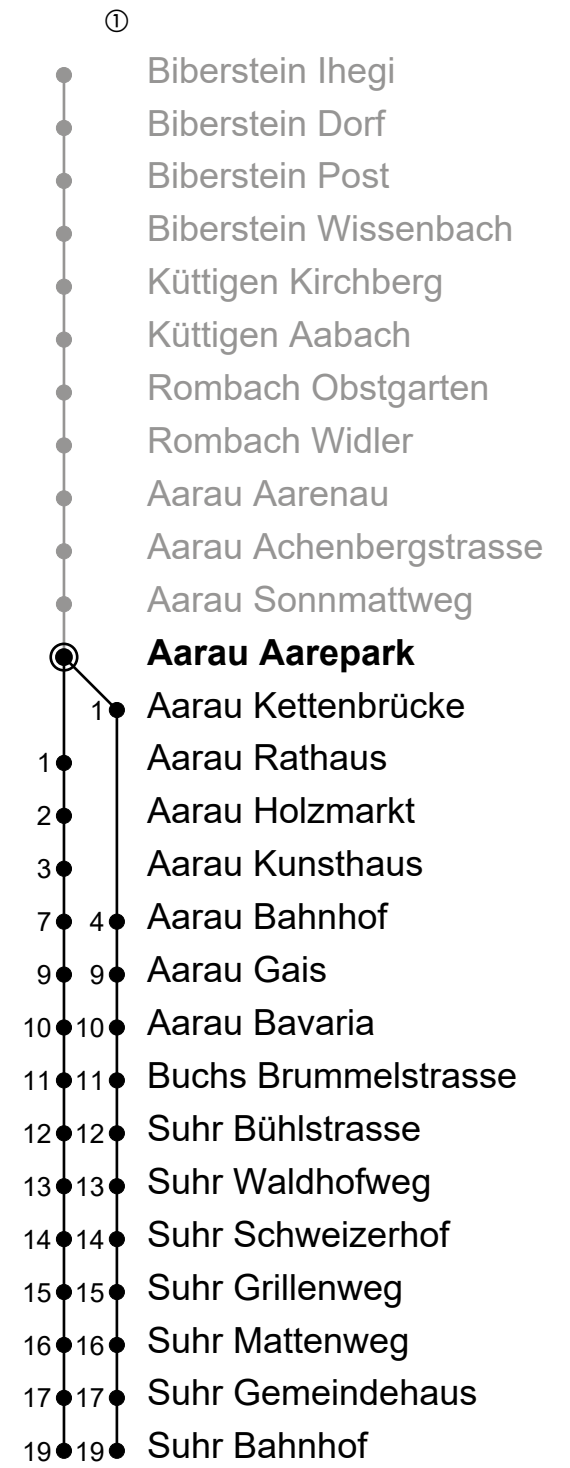 ①
Biberstein Ihegi
Biberstein Dorf
Biberstein Post
Biberstein Wissenbach
Küttigen Kirchberg
Küttigen Aabach
Rombach Obstgarten
Rombach Widler
Aarau Aarenau
Aarau Achenbergstrasse
Aarau Sonnmattweg
Aarau Aarepark
1 Aarau Kettenbrücke
1 Aarau Rathaus
2 Aarau Holzmarkt
3 Aarau Kunsthaus
7 4 Aarau Bahnhof
9 9 Aarau Gais
10 10 Aarau Bavaria
11 11 Buchs Brummelstrasse
12 12 Suhr Bühlstrasse
13 13 Suhr Waldhofweg
14 14 Suhr Schweizerhof
15 15 Suhr Grillenweg
16 16 Suhr Mattenweg
17 17 Suhr Gemeindehaus
19 19 Suhr Bahnhof